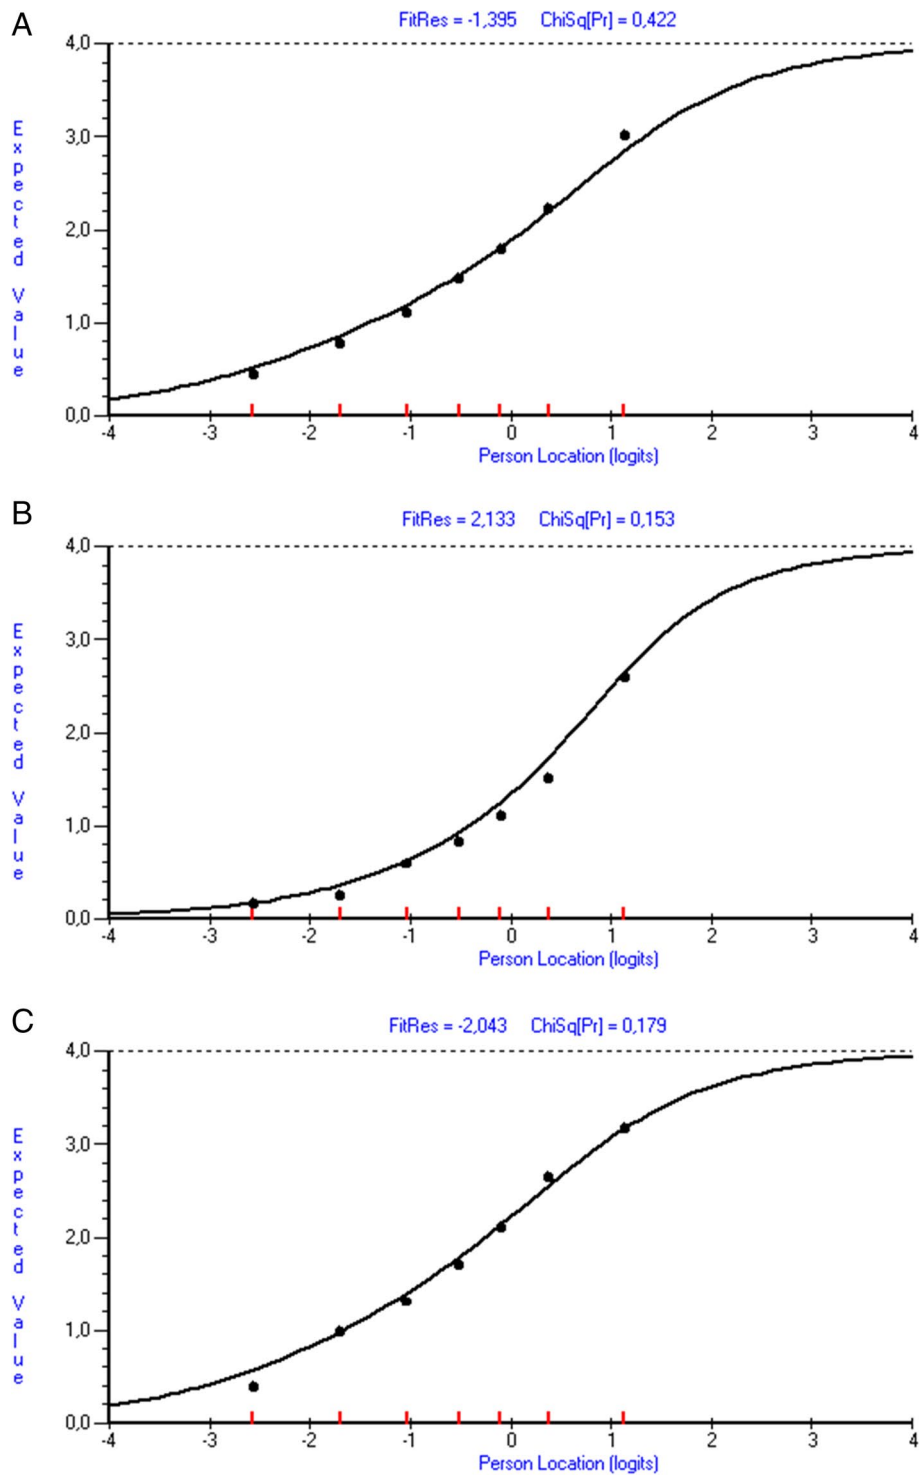 A
FitRes = -1,395 ChiSq[Pr] = 0,422
Expected Value
4,0
3,0
2,0
1,0
0,0
-4 -3 -2 -1 0 1 2 3 4
Person Location (logits)
B
FitRes = 2,133 ChiSq[Pr] = 0,153
Expected Value
4,0
3,0
2,0
1,0
0,0
-4 -3 -2 -1 0 1 2 3 4
Person Location (logits)
C
FitRes = -2,043 ChiSq[Pr] = 0,179
Expected Value
4,0
3,0
2,0
1,0
0,0
-4 -3 -2 -1 0 1 2 3 4
Person Location (logits)